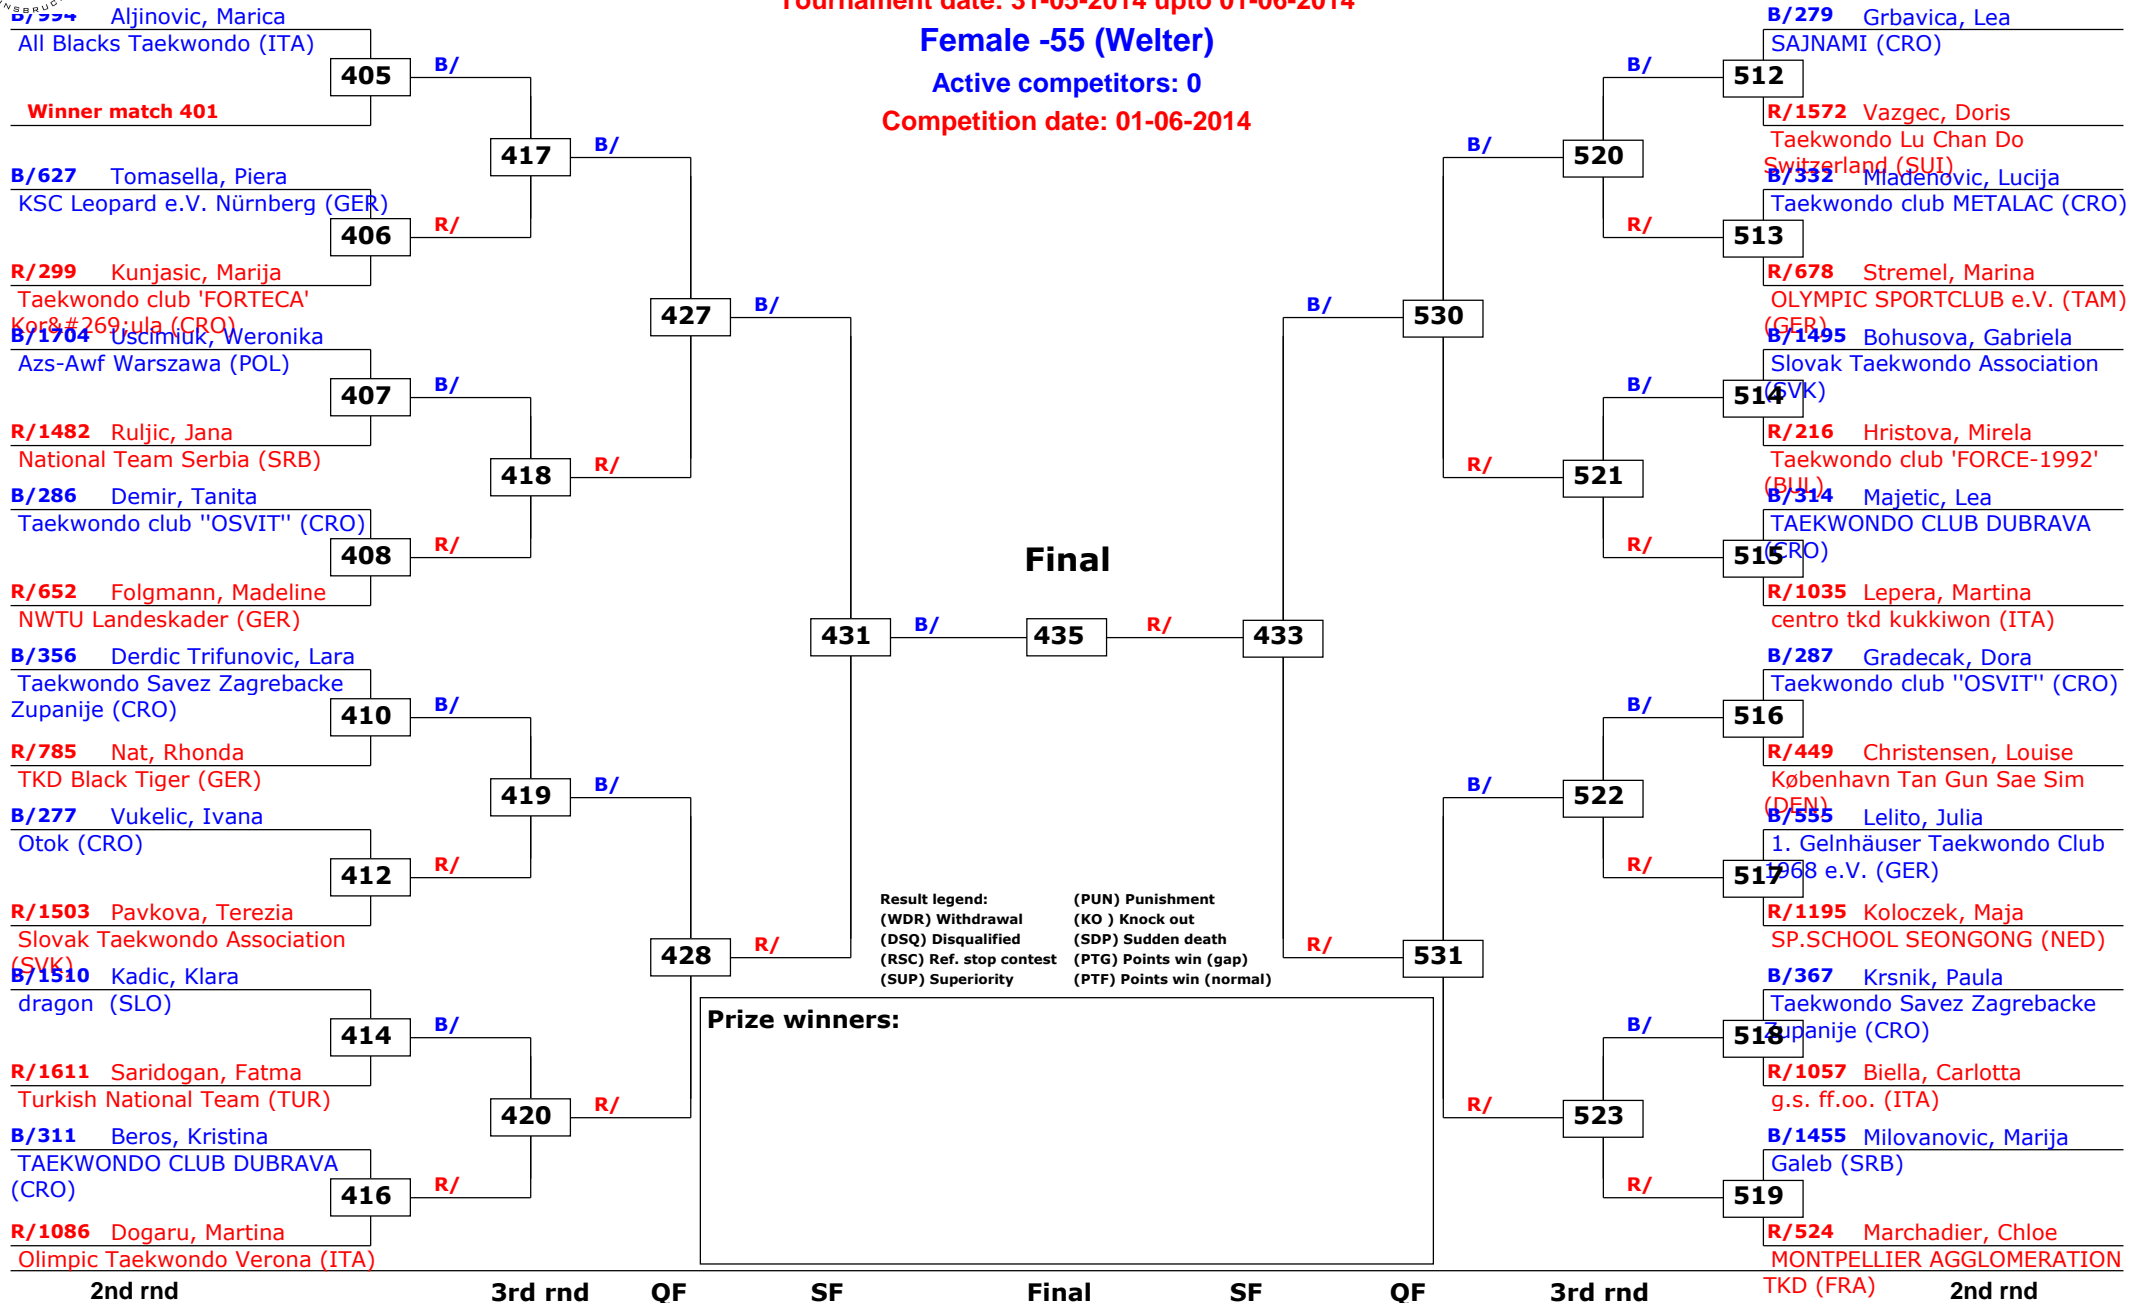 NSBRU
Tournament date: 31-05-2014 upto 01-06-2014
Female -55 (Welter)
Active competitors: 0
Competition date: 01-06-2014
B/994 Aljinovic, Marica
All Blacks Taekwondo (ITA)
405
B/
Winner match 401
417
B/
B/627 Tomasella, Piera
KSC Leopard e.V. Nürnberg (GER)
406
R/
R/299 Kunjasic, Marija
Taekwondo club 'FORTECA'
Kor&#269;ula (CRO)
427
B/
B/1704 Uscimiuk, Weronika
Azs-Awf Warszawa (POL)
407
B/
R/1482 Ruljic, Jana
National Team Serbia (SRB)
418
R/
B/286 Demir, Tanita
Taekwondo club "OSVIT" (CRO)
408
R/
R/652 Folgmann, Madeline
NWTU Landeskader (GER)
431
B/
B/356 Derdic Trifunovic, Lara
Taekwondo Savez Zagrebacke
Zupanije (CRO)
410
B/
R/785 Nat, Rhonda
TKD Black Tiger (GER)
419
B/
B/277 Vukelic, Ivana
Otok (CRO)
412
R/
R/1503 Pavkova, Terezia
Slovak Taekwondo Association
(SVK)
428
R/
B/1510 Kadic, Klara
dragon (SLO)
414
B/
R/1611 Saridogan, Fatma
Turkish National Team (TUR)
420
R/
B/311 Beros, Kristina
TAEKWONDO CLUB DUBRAVA
(CRO)
416
R/
R/1086 Dogaru, Martina
Olimpic Taekwondo Verona (ITA)
Final
435
R/
433
B/279 Grbavica, Lea
SAJNAMI (CRO)
B/
512
R/1572 Vazgec, Doris
Taekwondo Lu Chan Do
Switzerland (SUI)
B/
520
B/332 Mladenovic, Lucija
Taekwondo club METALAC (CRO)
R/
513
R/678 Stremel, Marina
OLYMPIC SPORTCLUB e.V. (TAM)
(GER)
B/
530
B/1495 Bohusova, Gabriela
Slovak Taekwondo Association
(SVK)
B/
514
R/216 Hristova, Mirela
Taekwondo club 'FORCE-1992'
(BUL)
R/
521
B/314 Majetic, Lea
TAEKWONDO CLUB DUBRAVA
(CRO)
R/
515
R/1035 Lepera, Martina
centro tkd kukkiwon (ITA)
B/287 Gradecak, Dora
Taekwondo club "OSVIT" (CRO)
B/
516
R/449 Christensen, Louise
København Tan Gun Sae Sim
(DEN)
B/
522
B/555 Lelito, Julia
1. Gelnhäuser Taekwondo Club
1968 e.V. (GER)
R/
517
R/1195 Koloczek, Maja
SP.SCHOOL SEONGONG (NED)
R/
531
B/367 Krsnik, Paula
Taekwondo Savez Zagrebacke
Zupanije (CRO)
B/
518
R/1057 Biella, Carlotta
g.s. ff.oo. (ITA)
R/
523
B/1455 Milovanovic, Marija
Galeb (SRB)
R/
519
R/524 Marchadier, Chloe
MONTPELLIER AGGLOMERATION
TKD (FRA)
Result legend: (PUN) Punishment
(WDR) Withdrawal (KO ) Knock out
(DSQ) Disqualified (SDP) Sudden death
(RSC) Ref. stop contest (PTG) Points win (gap)
(SUP) Superiority (PTF) Points win (normal)
Prize winners:
2nd rnd 3rd rnd QF SF Final SF QF 3rd rnd 2nd rnd